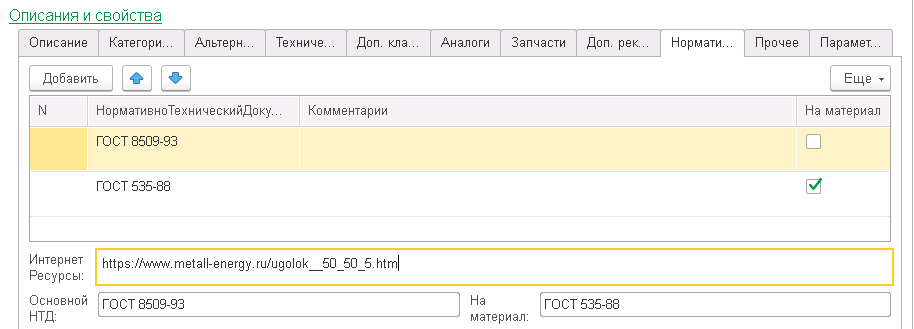 Описания и свойства
Описание Категори... Альтерн... Техниче... Доп. кла... Аналоги Запчасти Доп. рек... Нормати... Прочее Парамет...
Добавить Еще
N НормативноТехническийДоку... Комментарии На материал
ГОСТ 8509-93
ГОСТ 535-88
Интернет Ресурсы: https://www.metall-energy.ru/ugolok__50_50_5.htm
Основной НТД: ГОСТ 8509-93 На материал: ГОСТ 535-88